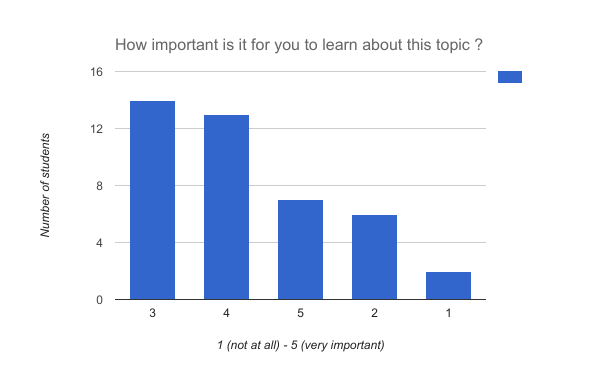 How important is it for you to learn about this topic ?
16
12
8
4
0
Number of students
3 4 5 2 1
1 (not at all) - 5 (very important)